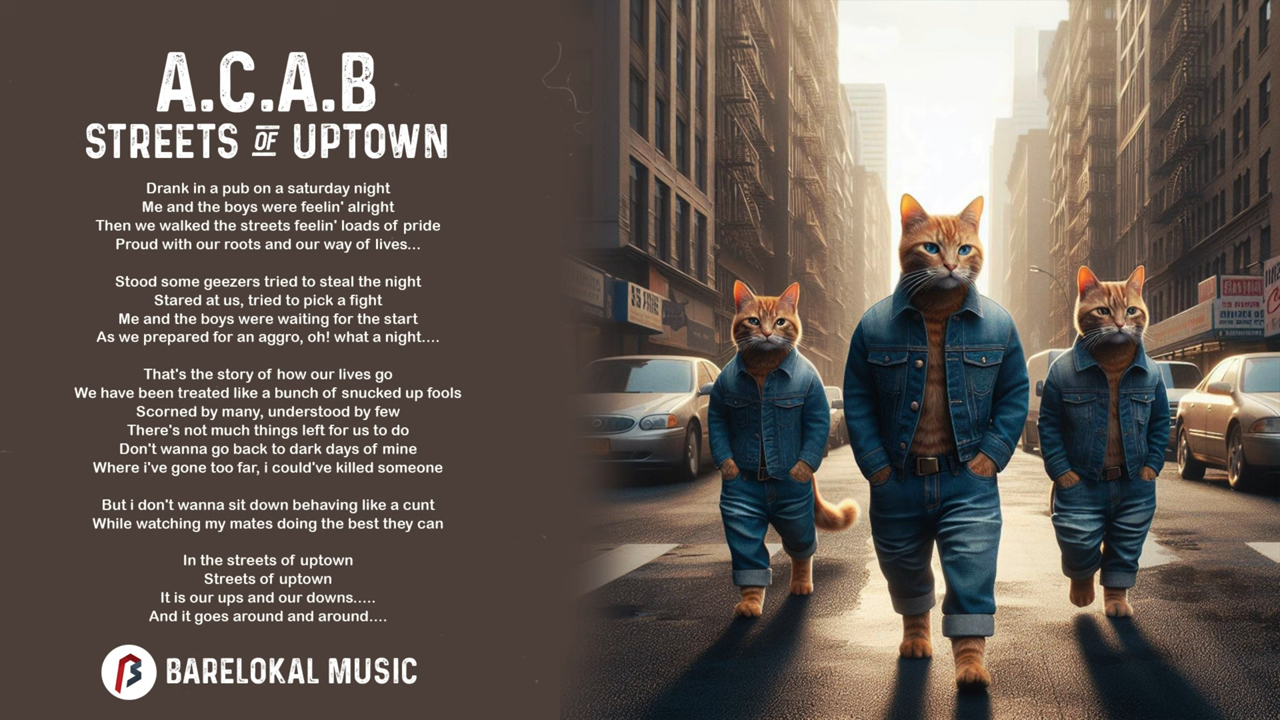 A.C.A.B
STREETS OF UPTOWN
Drank in a pub on a saturday night
Me and the boys were feelin' alright
Then we walked the streets feelin' loads of pride
Proud with our roots and our way of lives...
Stood some geezers tried to steal the night
Stared at us, tried to pick a fight
Me and the boys were waiting for the start
As we prepared for an aggro, oh! what a night....
That's the story of how our lives go
We have been treated like a bunch of snucked up fools
Scorned by many, understood by few
There's not much things left for us to do
Don't wanna go back to dark days of mine
Where i've gone too far, i could've killed someone
But i don't wanna sit down behaving like a cunt
While watching my mates doing the best they can
In the streets of uptown
Streets of uptown
It is our ups and our downs.....
And it goes around and around....
BARELOKAL MUSIC